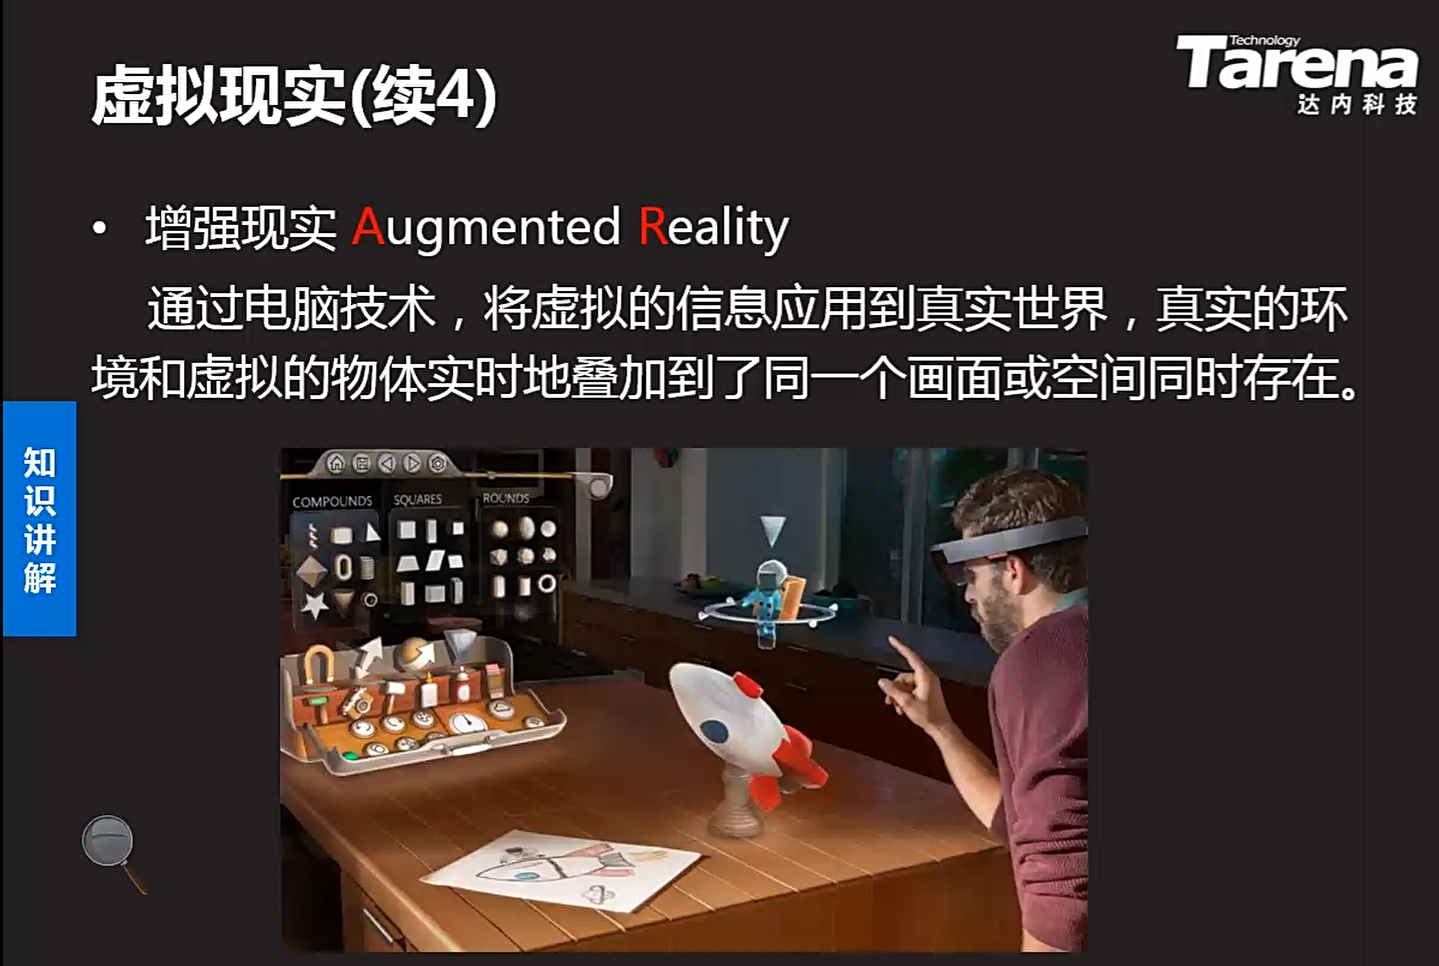 Technology
Tarena
达内科技
虚拟现实(续4)
• 增强现实 Augmented Reality
通过电脑技术，将虚拟的信息应用到真实世界，真实的环
境和虚拟的物体实时地叠加到了同一个画面或空间同时存在。
知识讲解
COMPOUNDS SQUARES ROUNDS